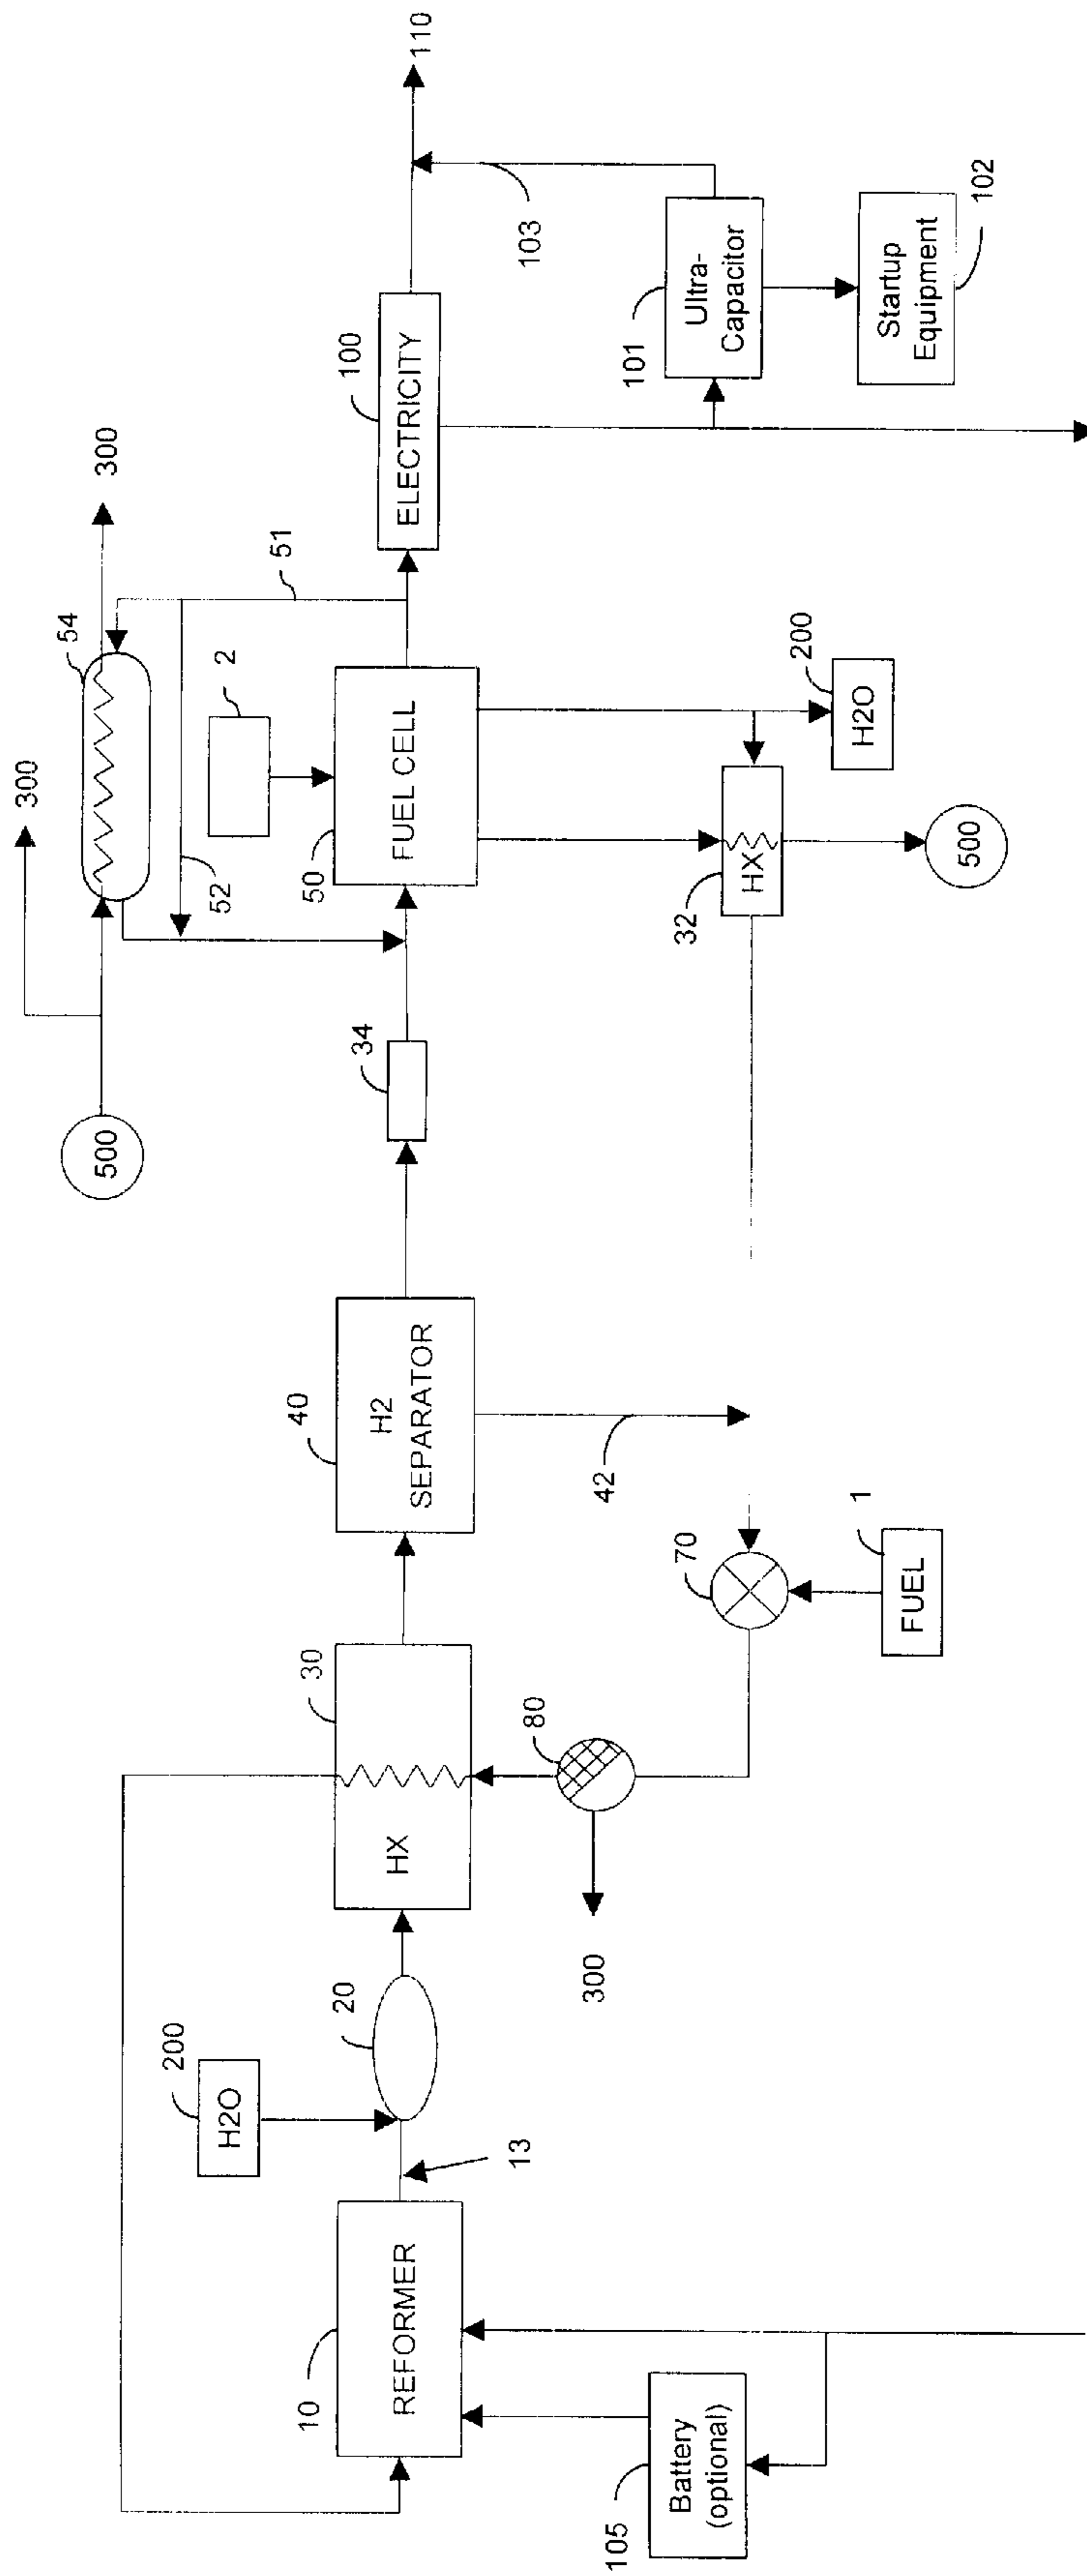 110
103
Ultra-
Capacitor
101
Startup
Equipment
102
100
ELECTRICITY
300
54
51
2
300
52
50
FUEL CELL
200
H2O
HX
32
500
500
34
40
H2
SEPARATOR
42
1
FUEL
70
30
HX
80
300
20
200
H2O
13
10
REFORMER
Battery
(optional)
105